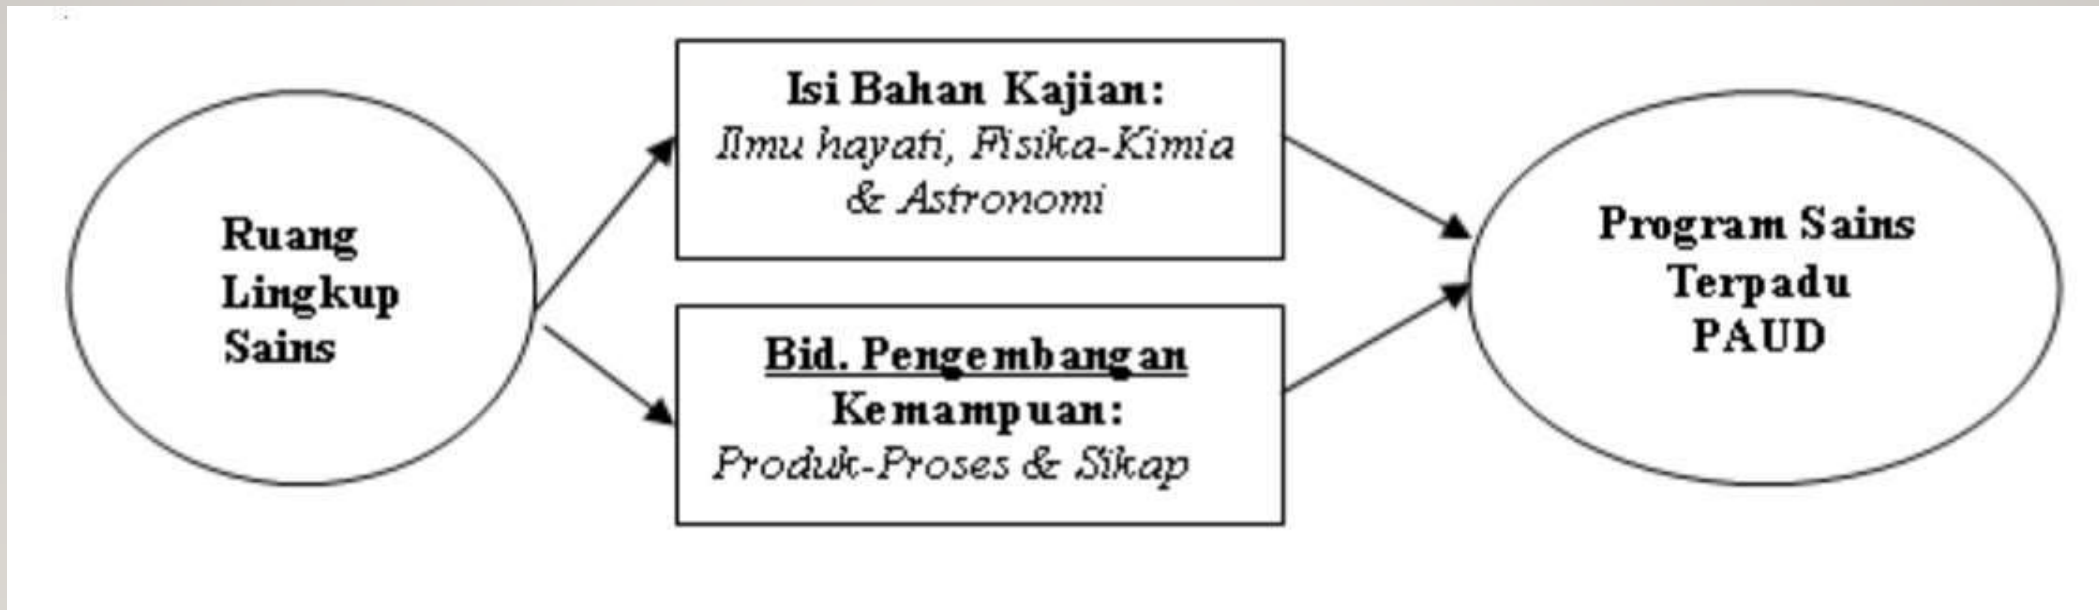 Ruang
Lingkup
Sains
Isi Bahan Kajian:
Ilmu hayati, Fisika-Kimia
& Astronomi
Bid. Pengembangan
Kemampuan:
Produk-Proses & Sikap
Program Sains
Terpadu
PAUD